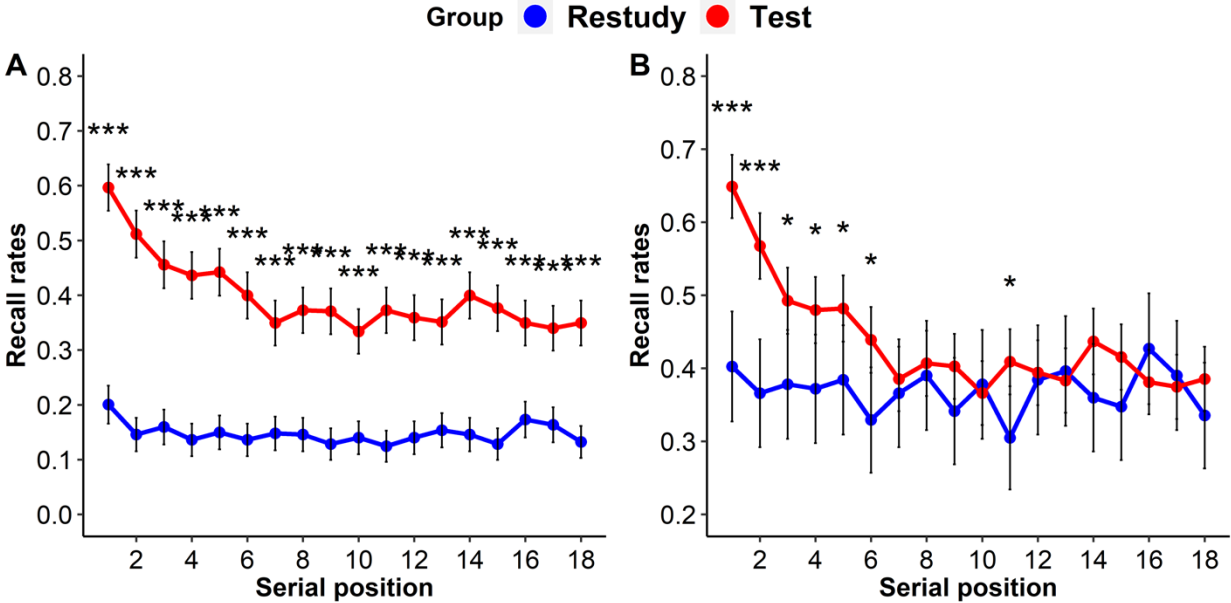 Group Restudy Test
A
0.8
0.7
0.6
0.5
0.4
0.3
0.2
0.1
0.0
Recall rates
*** *** *** *** *** *** *** *** *** *** *** *** *** *** *** *** *** ***
2 4 6 8 10 12 14 16 18
Serial position
B
0.8
0.7
0.6
0.5
0.4
0.3
0.2
Recall rates
*** *** * * * * *
2 4 6 8 10 12 14 16 18
Serial position